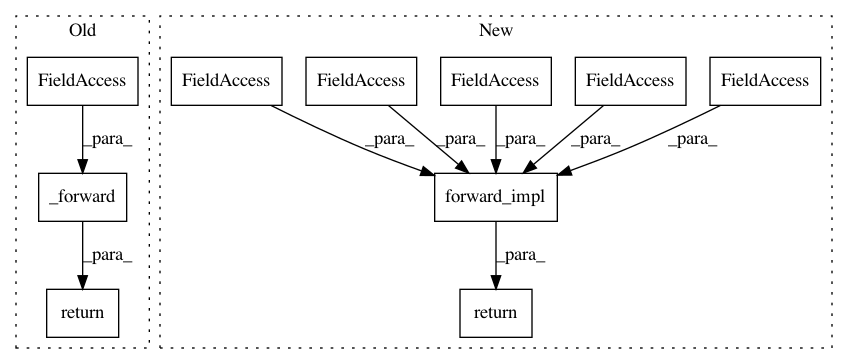 Old
New
FieldAccess
FieldAccess
FieldAccess
FieldAccess
FieldAccess
FieldAccess
_para_
_para_
_para_
_para_
_para_
_para_
_forward
forward_impl
_para_
_para_
return
return